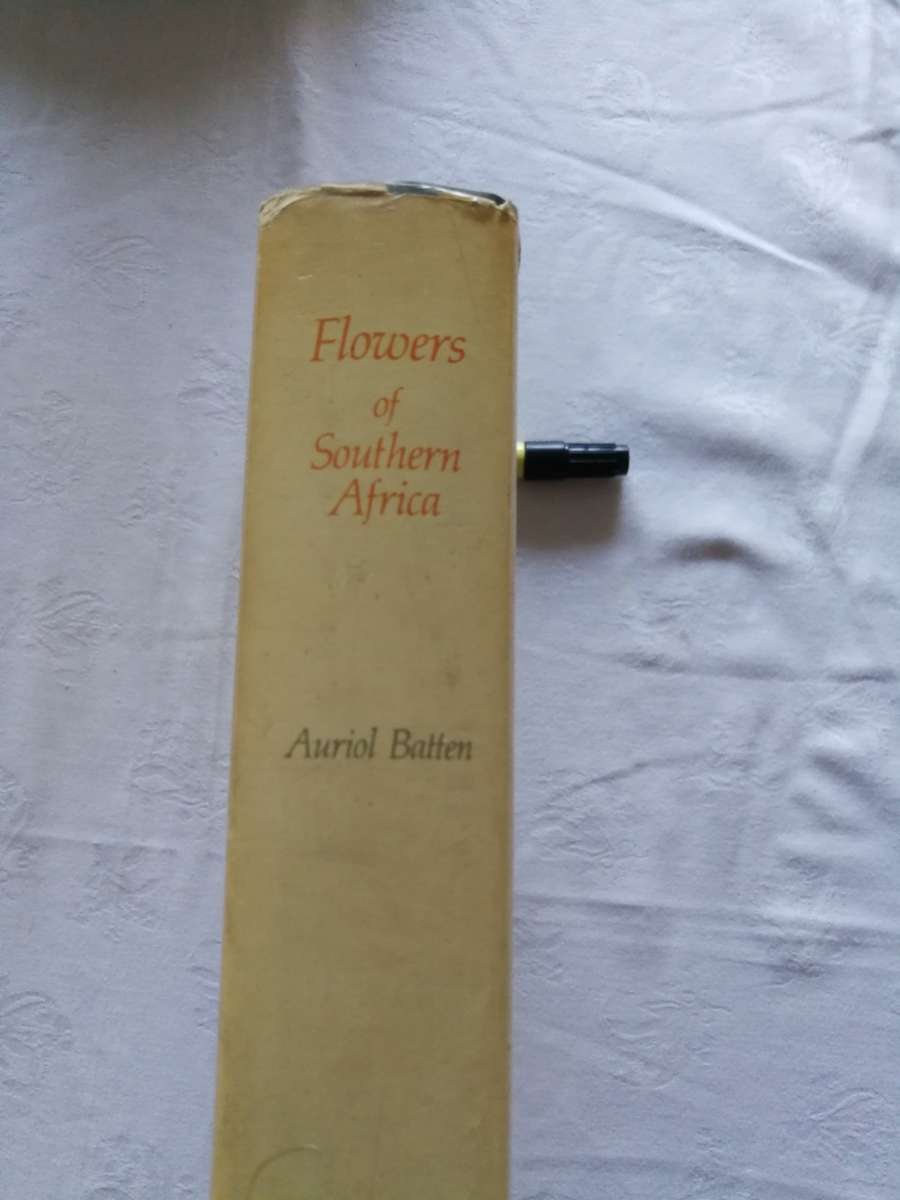 Flowers
of
Southern
Africa
Auriol Batten